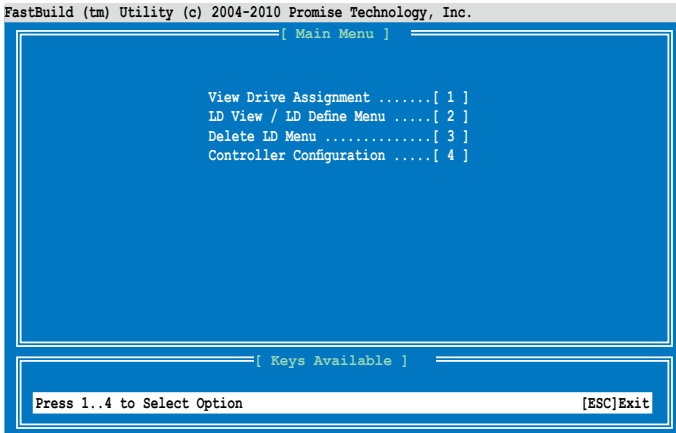 FastBuild (tm) Utility (c) 2004-2010 Promise Technology, Inc.
[ Main Menu ]
View Drive Assignment .......[ 1 ]
LD View / LD Define Menu .....[ 2 ]
Delete LD Menu ..............[ 3 ]
Controller Configuration .....[ 4 ]
[ Keys Available ]
Press 1..4 to Select Option [ESC]Exit